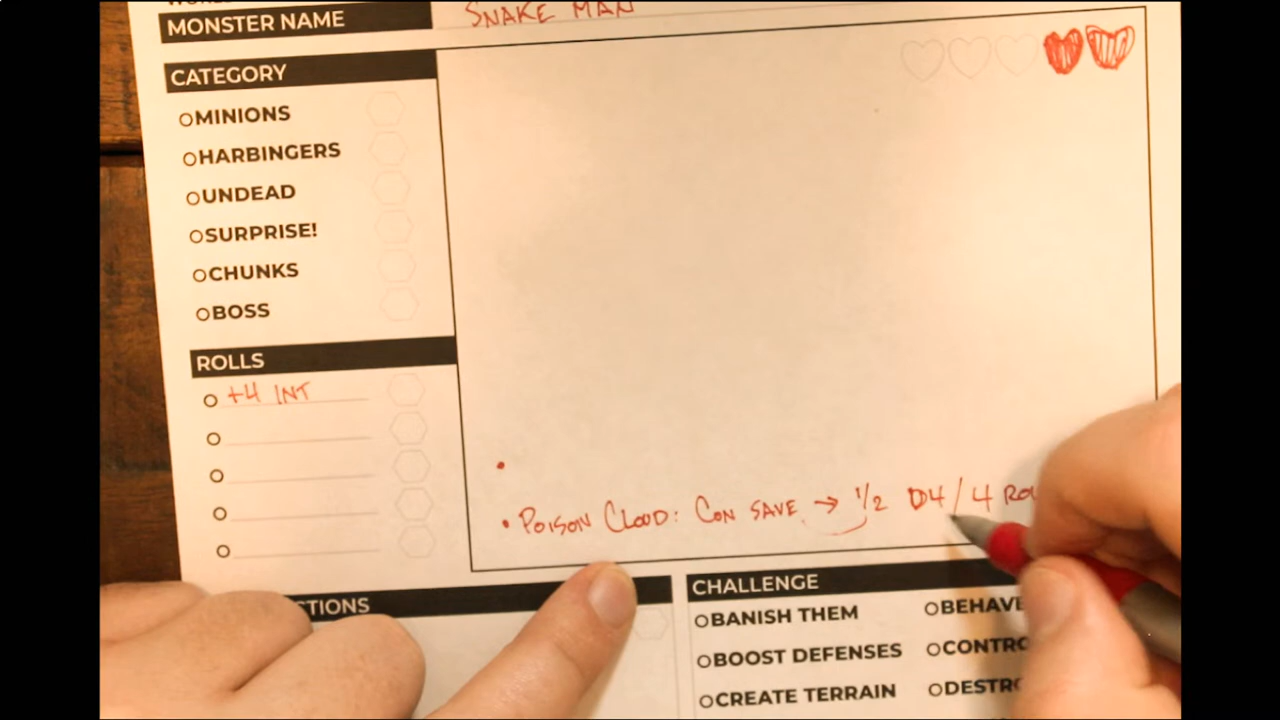 MONSTER NAME
SNAKE MAN
CATEGORY
MINIONS
HARBINGERS
UNDEAD
SURPRISE!
CHUNKS
BOSS
ROLLS
+4 INT
• POISON CLOUD: CON SAVE → 1/2 D4/4
CHALLENGE
BANISH THEM
BOOST DEFENSES
CREATE TERRAIN